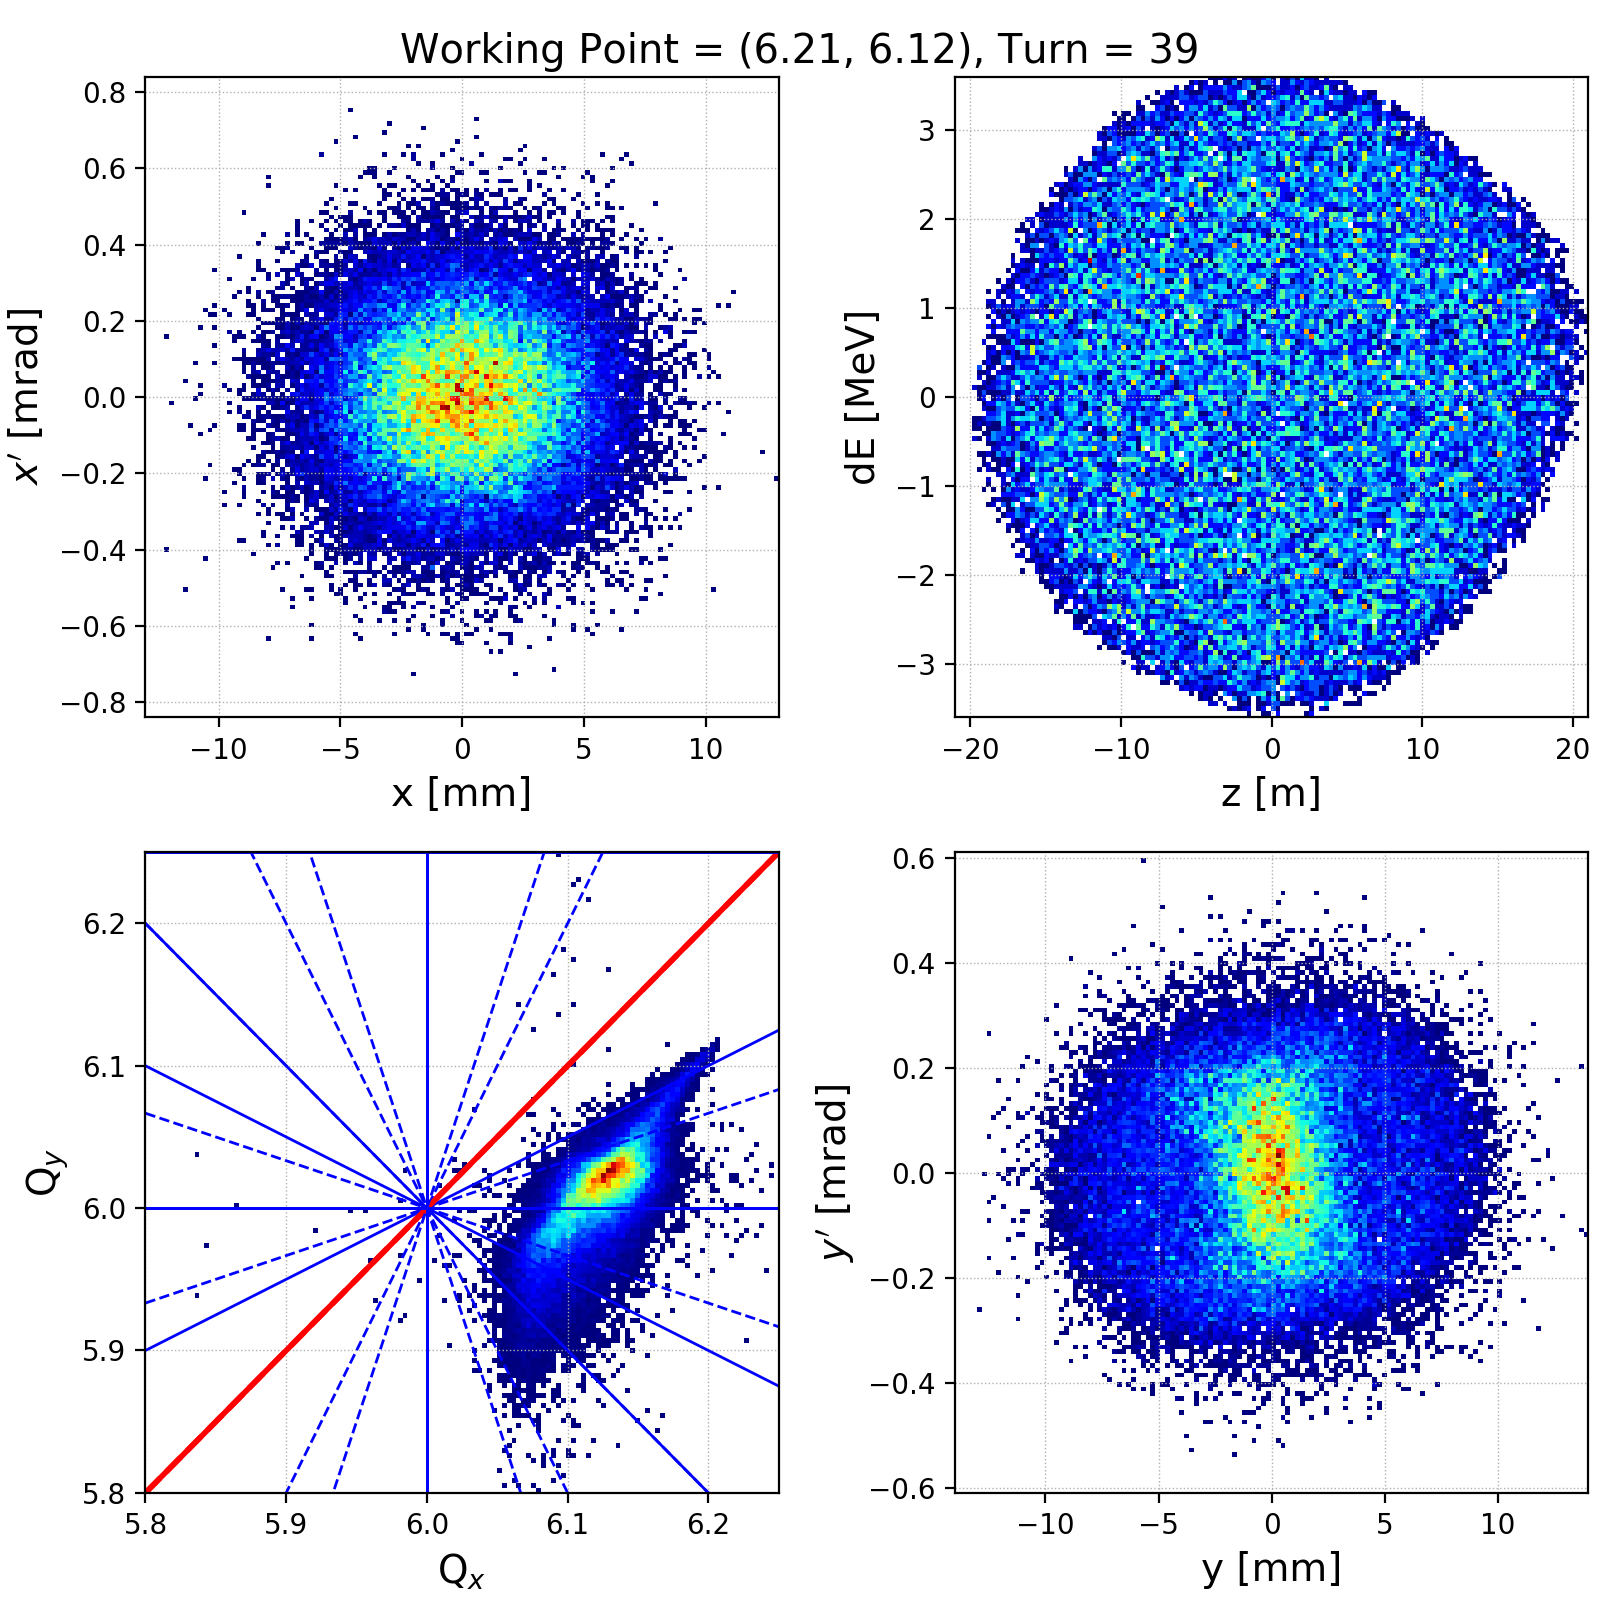 Working Point = (6.21, 6.12), Turn = 39
0.8
0.6
0.4
0.2
0.0
−0.2
−0.4
−0.6
−0.8
x′ [mrad]
−10 −5 0 5 10
x [mm]
3
2
1
0
−1
−2
−3
dE [MeV]
−20 −10 0 10 20
z [m]
6.2
6.1
6.0
5.9
5.8
Qy
5.8 5.9 6.0 6.1 6.2
Qx
0.6
0.4
0.2
0.0
−0.2
−0.4
−0.6
y′ [mrad]
−10 −5 0 5 10
y [mm]